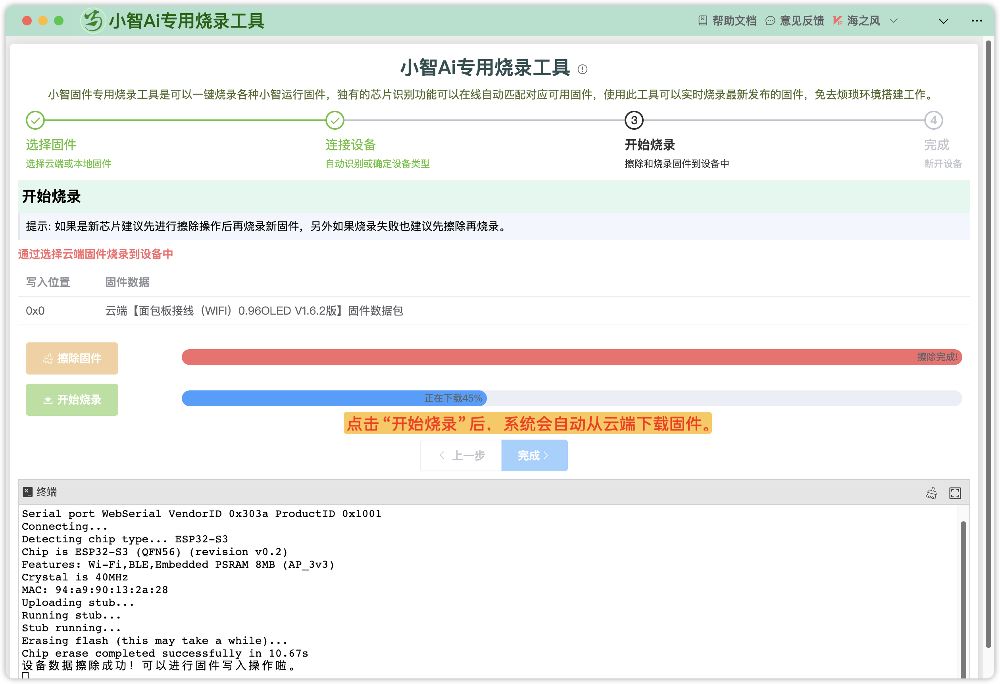 小智Ai专用烧录工具
帮助文档 意见反馈 VIP 海之风
小智Ai专用烧录工具
小智固件专用烧录工具是可以一键烧录各种小智运行固件，独有的芯片识别功能可以在线自动匹配对应可用固件，使用此工具可以实时烧录最新发布的固件，免去烦琐环境搭建工作。
3 4
选择固件 连接设备 开始烧录 完成
选择云端或本地固件 自动识别或确定设备类型 擦除和烧录固件到设备中 断开设备
开始烧录
提示: 如果是新芯片建议先进行擦除操作后再烧录新固件，另外如果烧录失败也建议先擦除再烧录。
通过选择云端固件烧录到设备中
写入位置 固件数据
0x0 云端【面包板接线（WIFI）0.96OLED V1.6.2版】固件数据包
擦除固件 擦除完成!
开始烧录 正在下载45%
点击“开始烧录”后，系统会自动从云端下载固件。
上一步 完成
终端
Serial port WebSerial VendorID 0x303a ProductID 0x1001
Connecting...
Detecting chip type... ESP32-S3
Chip is ESP32-S3 (QFN56) (revision v0.2)
Features: Wi-Fi,BLE,Embedded PSRAM 8MB (AP_3v3)
Crystal is 40MHz
MAC: 94:a9:90:13:2a:28
Uploading stub...
Running stub...
Stub running...
Erasing flash (this may take a while)...
Chip erase completed successfully in 10.67s
设备数据擦除成功！可以进行固件写入操作啦。